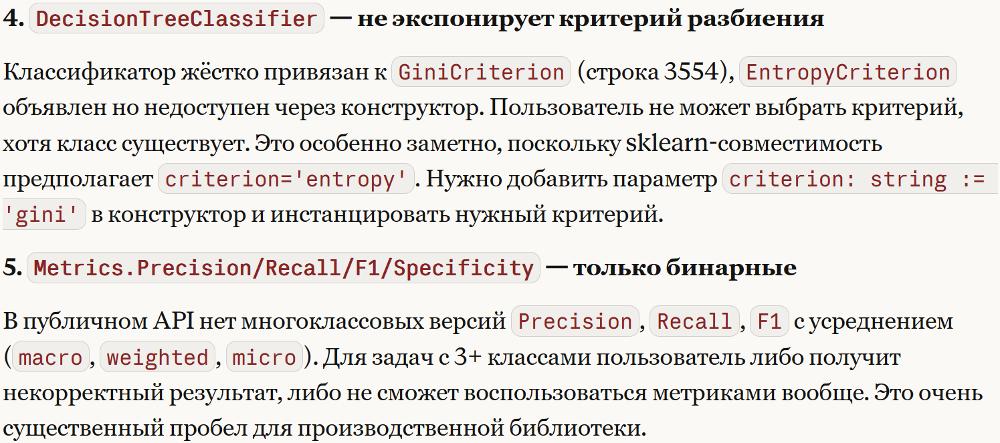 4. DecisionTreeClassifier — не экспонирует критерий разбиения
Классификатор жёстко привязан к GiniCriterion (строка 3554), EntropyCriterion
объявлен но недоступен через конструктор. Пользователь не может выбрать критерий,
хотя класс существует. Это особенно заметно, поскольку sklearn-совместимость
предполагает criterion='entropy'. Нужно добавить параметр criterion: string :=
'gini' в конструктор и инстанцировать нужный критерий.
5. Metrics.Precision/Recall/F1/Specificity — только бинарные
В публичном API нет многоклассовых версий Precision, Recall, F1 с усреднением
(macro, weighted, micro). Для задач с 3+ классами пользователь либо получит
некорректный результат, либо не сможет воспользоваться метриками вообще. Это очень
существенный пробел для производственной библиотеки.